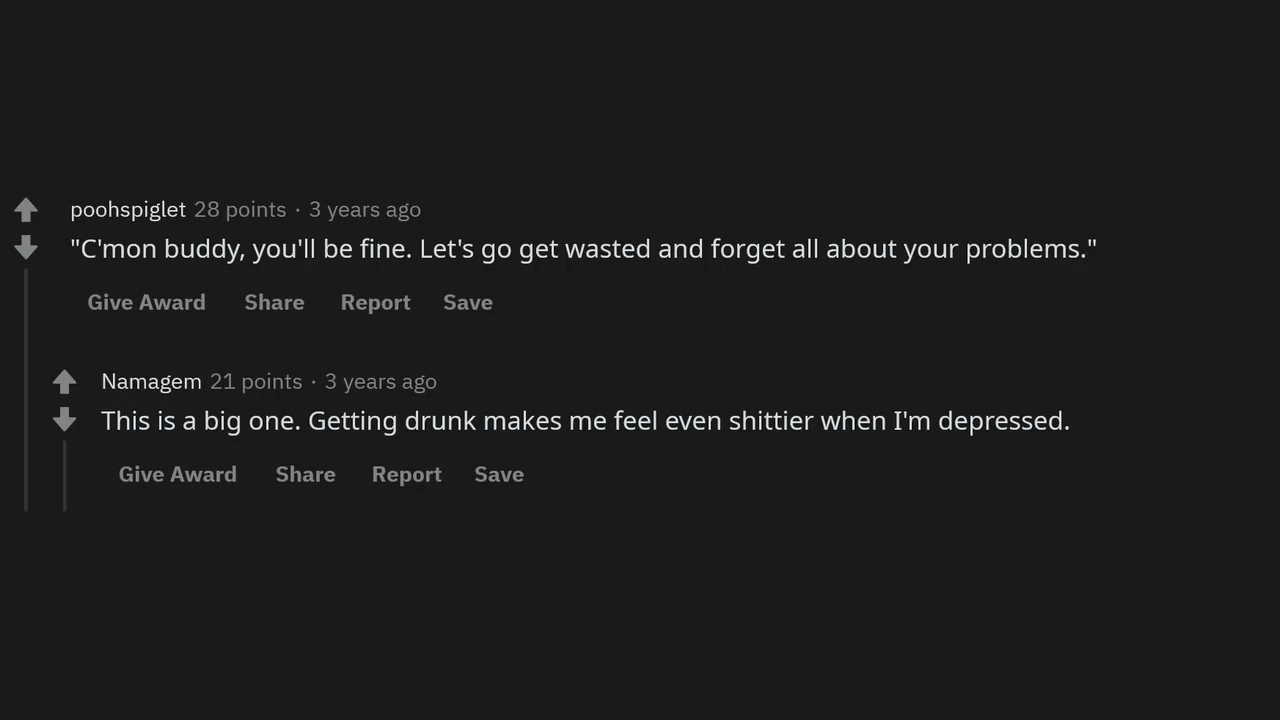 poohspiglet 28 points · 3 years ago
"C'mon buddy, you'll be fine. Let's go get wasted and forget all about your problems."
Give Award Share Report Save
Namagem 21 points · 3 years ago
This is a big one. Getting drunk makes me feel even shittier when I'm depressed.
Give Award Share Report Save